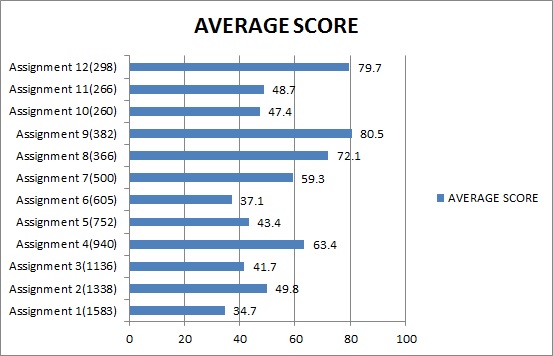 AVERAGE SCORE
Assignment 12(298) 79.7
Assignment 11(266) 48.7
Assignment 10(260) 47.4
Assignment 9(382) 80.5
Assignment 8(366) 72.1
Assignment 7(500) 59.3
Assignment 6(605) 37.1
Assignment 5(752) 43.4
Assignment 4(940) 63.4
Assignment 3(1136) 41.7
Assignment 2(1338) 49.8
Assignment 1(1583) 34.7
0 20 40 60 80 100
AVERAGE SCORE